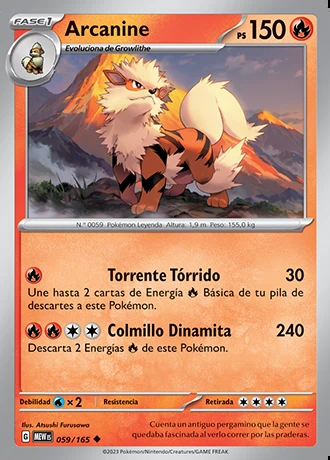 FASE 1 Arcanine PS 150
Evoluciona de Growlithe
N.º 0059 Pokémon Leyenda Altura: 1,9 m Peso: 155,0 kg
Torrente Tórrido 30
Une hasta 2 cartas de Energía Básica de tu pila de
descartes a este Pokémon.
Colmillo Dinamita 240
Descarta 2 Energías de este Pokémon.
Debilidad ×2 Resistencia Retirada
Ilus. Atsushi Furusawa
G MEW ES 059/165
Cuenta un antiguo pergamino que la gente se
quedaba fascinada al verlo correr por las praderas.
©2023 Pokémon/Nintendo/Creatures/GAME FREAK